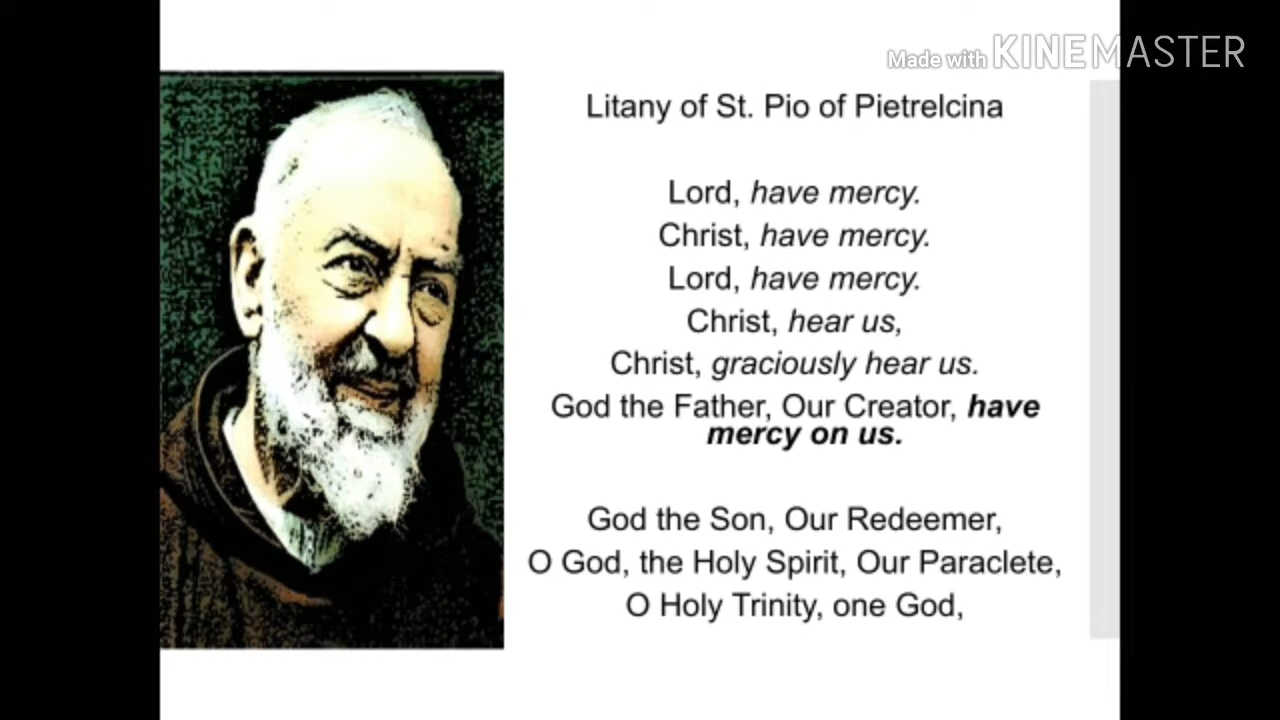 Made with KINEMASTER
Litany of St. Pio of Pietrelcina
Lord, have mercy.
Christ, have mercy.
Lord, have mercy.
Christ, hear us,
Christ, graciously hear us.
God the Father, Our Creator, have
mercy on us.
God the Son, Our Redeemer,
O God, the Holy Spirit, Our Paraclete,
O Holy Trinity, one God,